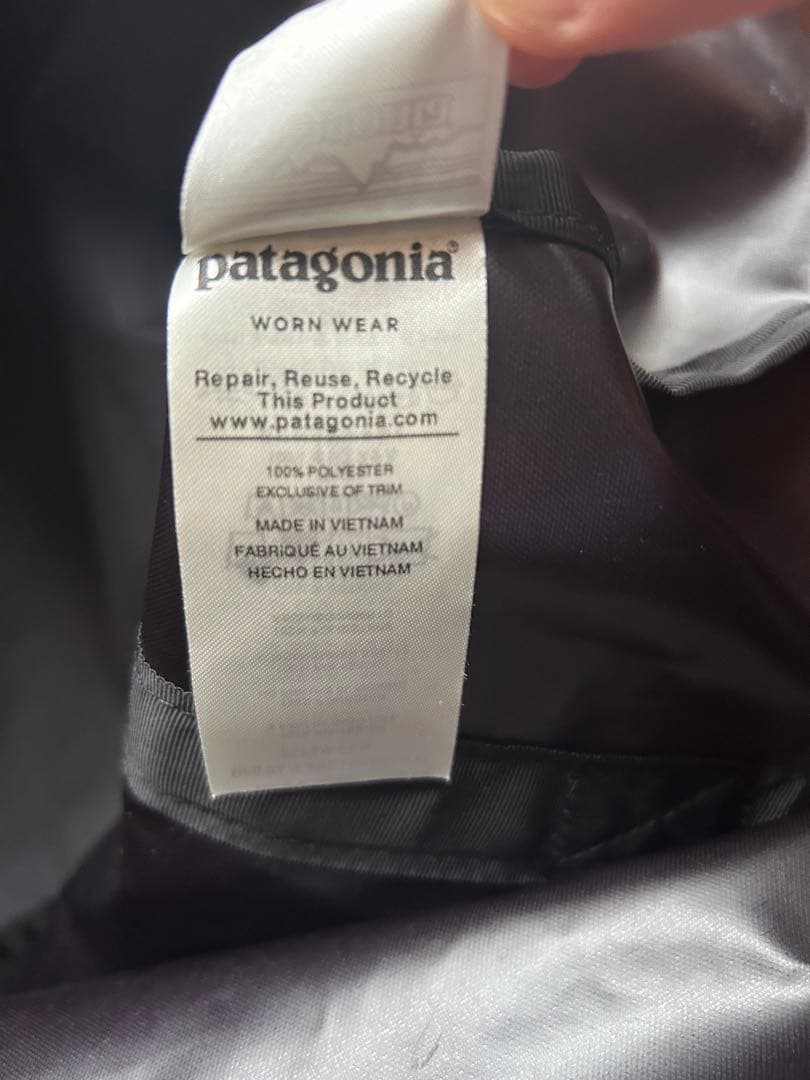 patagonia®
WORN WEAR
Repair, Reuse, Recycle
This Product
www.patagonia.com
100% POLYESTER
EXCLUSIVE OF TRIM
MADE IN VIETNAM
FABRIQUÉ AU VIETNAM
HECHO EN VIETNAM